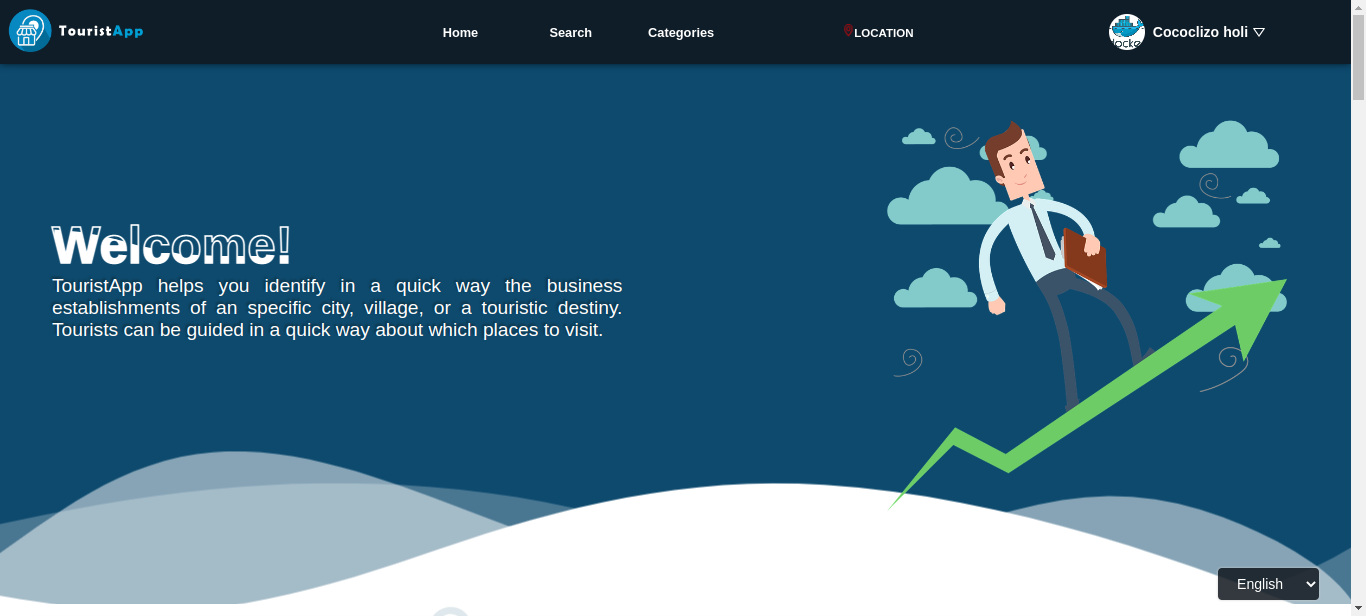 TouristApp
Home
Search
Categories
LOCATION
docke
Cococlizo holi
Welcome!
TouristApp helps you identify in a quick way the business
establishments of an specific city, village, or a touristic destiny.
Tourists can be guided in a quick way about which places to visit.
English